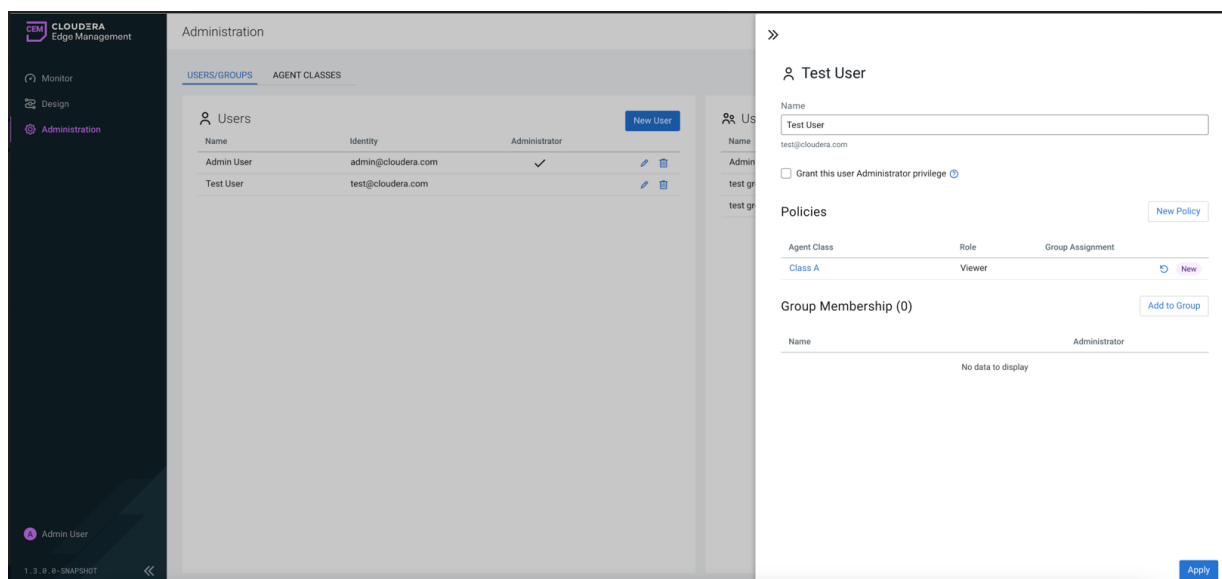 CEM CLOUDERA
Edge Management
Monitor
Design
Administration
A Admin User
1.3.0.0-SNAPSHOT
Administration
USERS/GROUPS AGENT CLASSES
Users New User
Name Identity Administrator
Admin User admin@cloudera.com
Test User test@cloudera.com
Us
Name
Admin
test gr
test gr
Test User
Name
Test User
test@cloudera.com
Grant this user Administrator privilege ?
Policies New Policy
Agent Class Role Group Assignment
Class A Viewer New
Group Membership (0) Add to Group
Name Administrator
No data to display
Apply